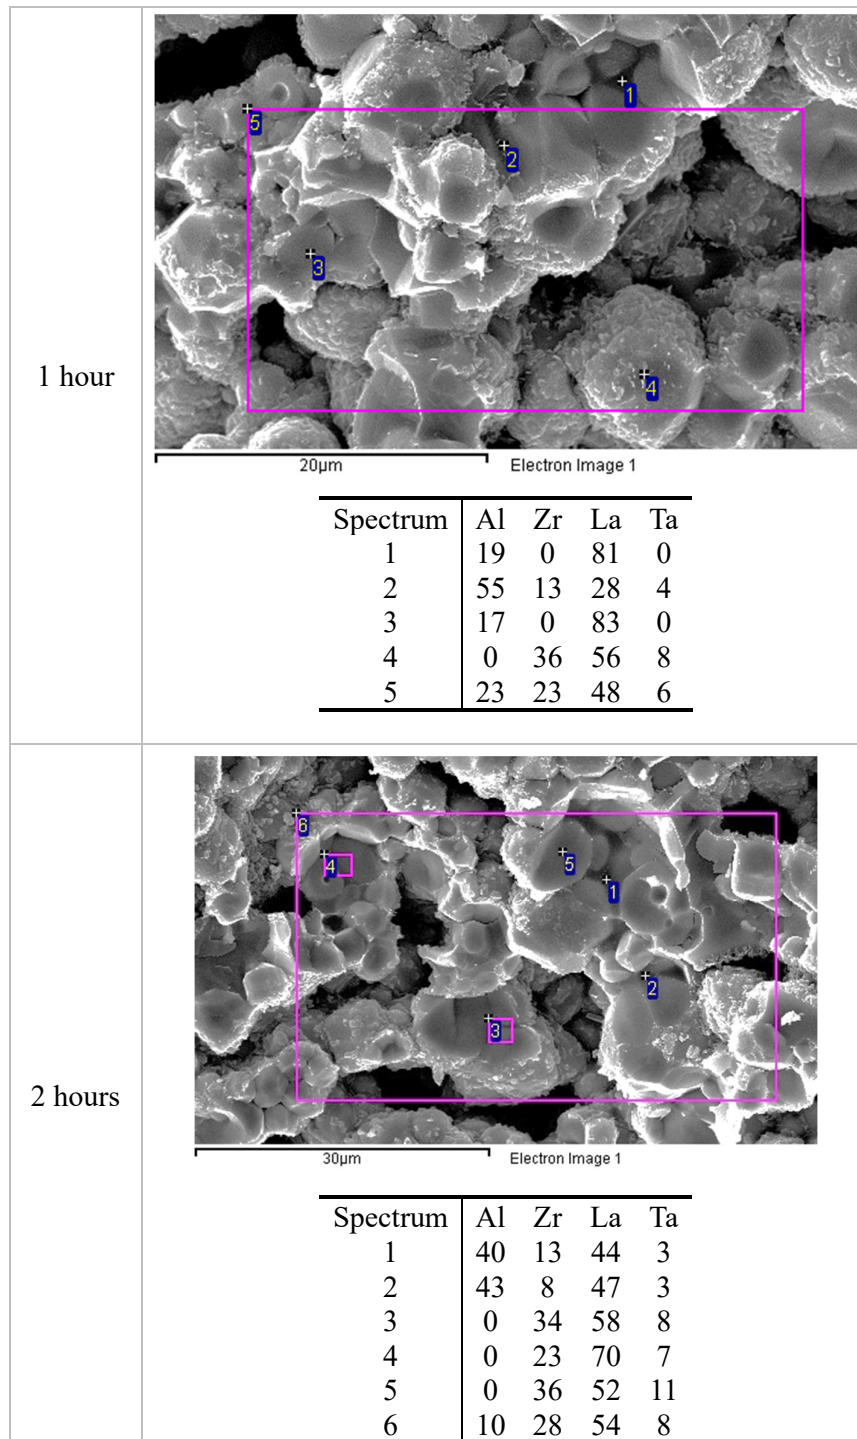 1 hour
1
5
2
3
4
20µm Electron Image 1
Spectrum Al Zr La Ta
1 19 0 81 0
2 55 13 28 4
3 17 0 83 0
4 0 36 56 8
5 23 23 48 6
2 hours
6
4
5
1
2
3
30µm Electron Image 1
Spectrum Al Zr La Ta
1 40 13 44 3
2 43 8 47 3
3 0 34 58 8
4 0 23 70 7
5 0 36 52 11
6 10 28 54 8